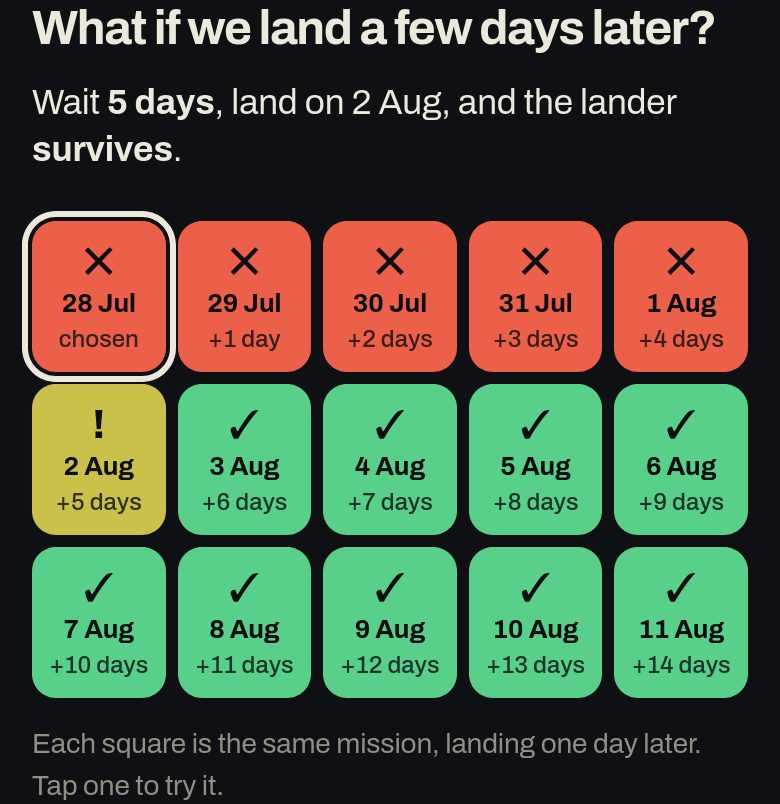 What if we land a few days later?
Wait 5 days, land on 2 Aug, and the lander
survives.
28 Jul
chosen
29 Jul
+1 day
30 Jul
+2 days
31 Jul
+3 days
1 Aug
+4 days
!
2 Aug
+5 days
3 Aug
+6 days
4 Aug
+7 days
5 Aug
+8 days
6 Aug
+9 days
7 Aug
+10 days
8 Aug
+11 days
9 Aug
+12 days
10 Aug
+13 days
11 Aug
+14 days
Each square is the same mission, landing one day later.
Tap one to try it.